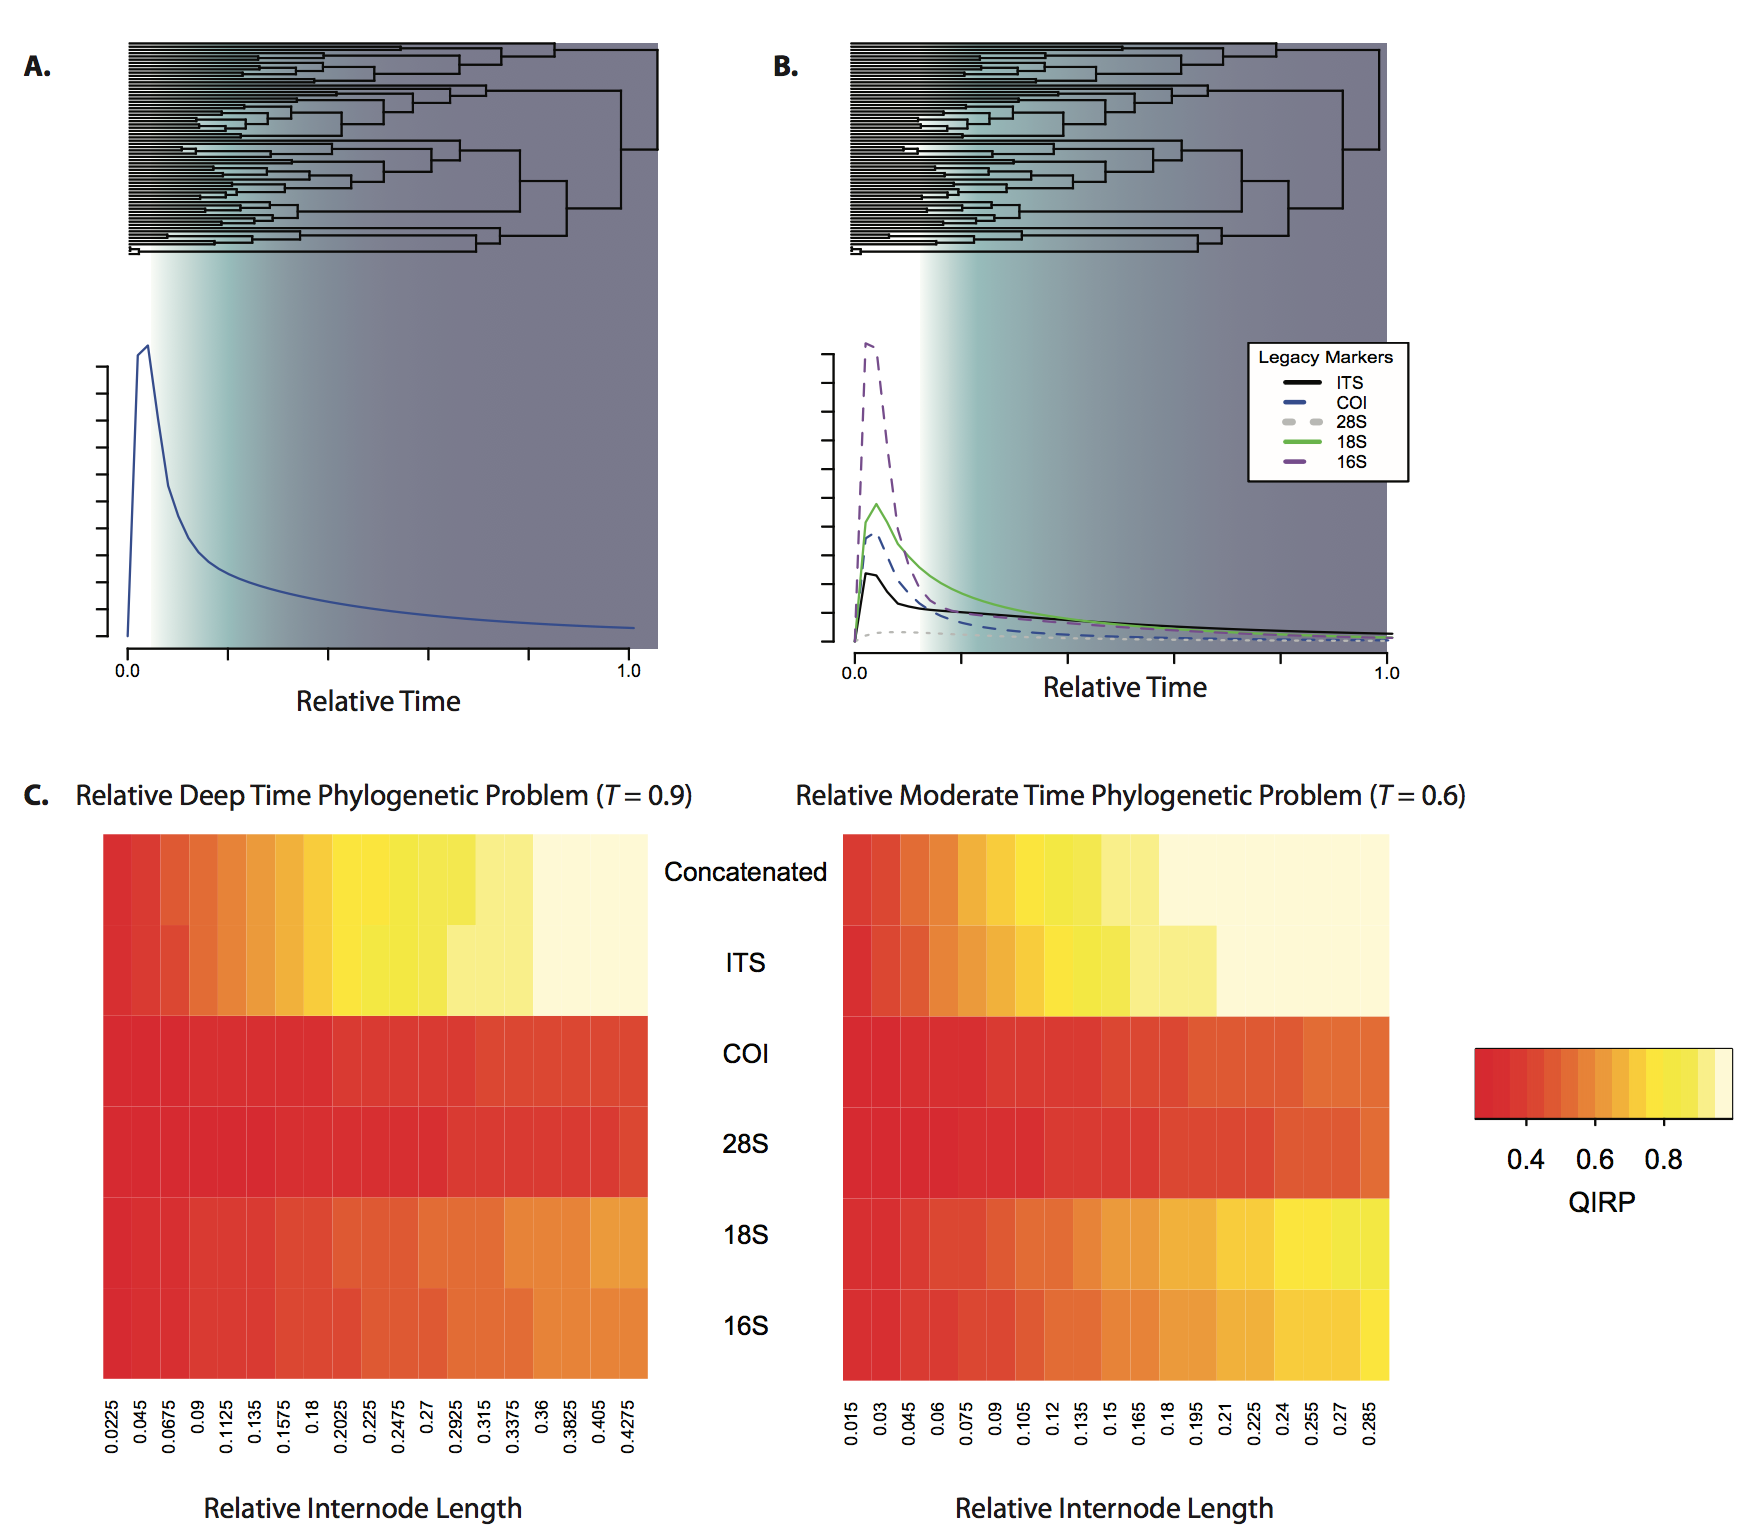 A.
B.
Legacy Markers
ITS
COI
28S
18S
16S
0.0 1.0
Relative Time
0.0 1.0
Relative Time
C. Relative Deep Time Phylogenetic Problem (T = 0.9)
Relative Moderate Time Phylogenetic Problem (T = 0.6)
Concatenated
ITS
COI
28S
18S
16S
0.4 0.6 0.8
QIRP
0.0225
0.045
0.0675
0.09
0.1125
0.135
0.1575
0.18
0.2025
0.225
0.2475
0.27
0.2925
0.315
0.3375
0.36
0.3825
0.405
0.4275
Relative Internode Length
0.015
0.03
0.045
0.06
0.075
0.09
0.105
0.12
0.135
0.15
0.165
0.18
0.195
0.21
0.225
0.24
0.255
0.27
0.285
Relative Internode Length